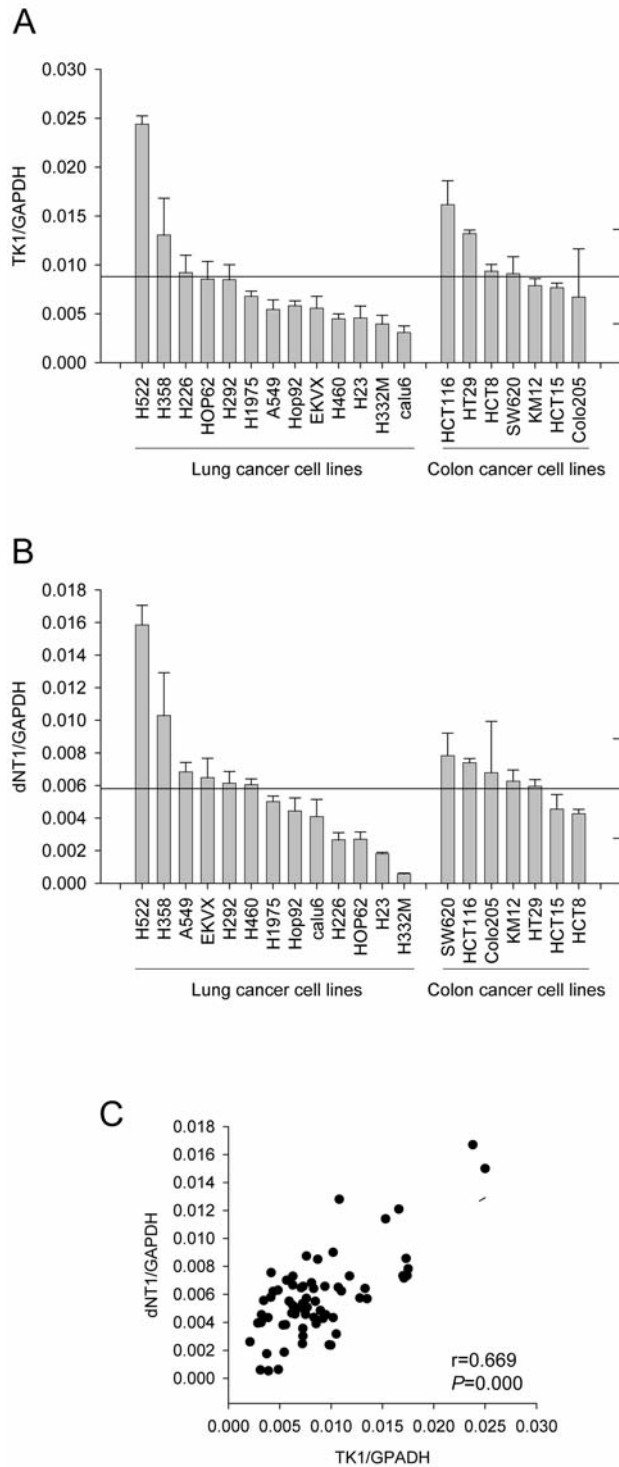 A
0.030
0.025
0.020
0.015
0.010
0.005
0.000
TK1/GAPDH
H522
H358
H226
HOP62
H292
H1975
A549
Hop92
EKVX
H460
H23
H332M
calu6
HCT116
HT29
HCT8
SW620
KM12
HCT15
Colo205
Lung cancer cell lines
Colon cancer cell lines
B
0.018
0.016
0.014
0.012
0.010
0.008
0.006
0.004
0.002
0.000
dNT1/GAPDH
H522
H358
A549
EKVX
H292
H460
H1975
Hop92
calu6
H226
HOP62
H23
H332M
SW620
HCT116
Colo205
KM12
HT29
HCT15
HCT8
Lung cancer cell lines
Colon cancer cell lines
C
0.018
0.016
0.014
0.012
0.010
0.008
0.006
0.004
0.002
0.000
dNT1/GAPDH
r=0.669
P=0.000
0.000 0.005 0.010 0.015 0.020 0.025 0.030
TK1/GPADH